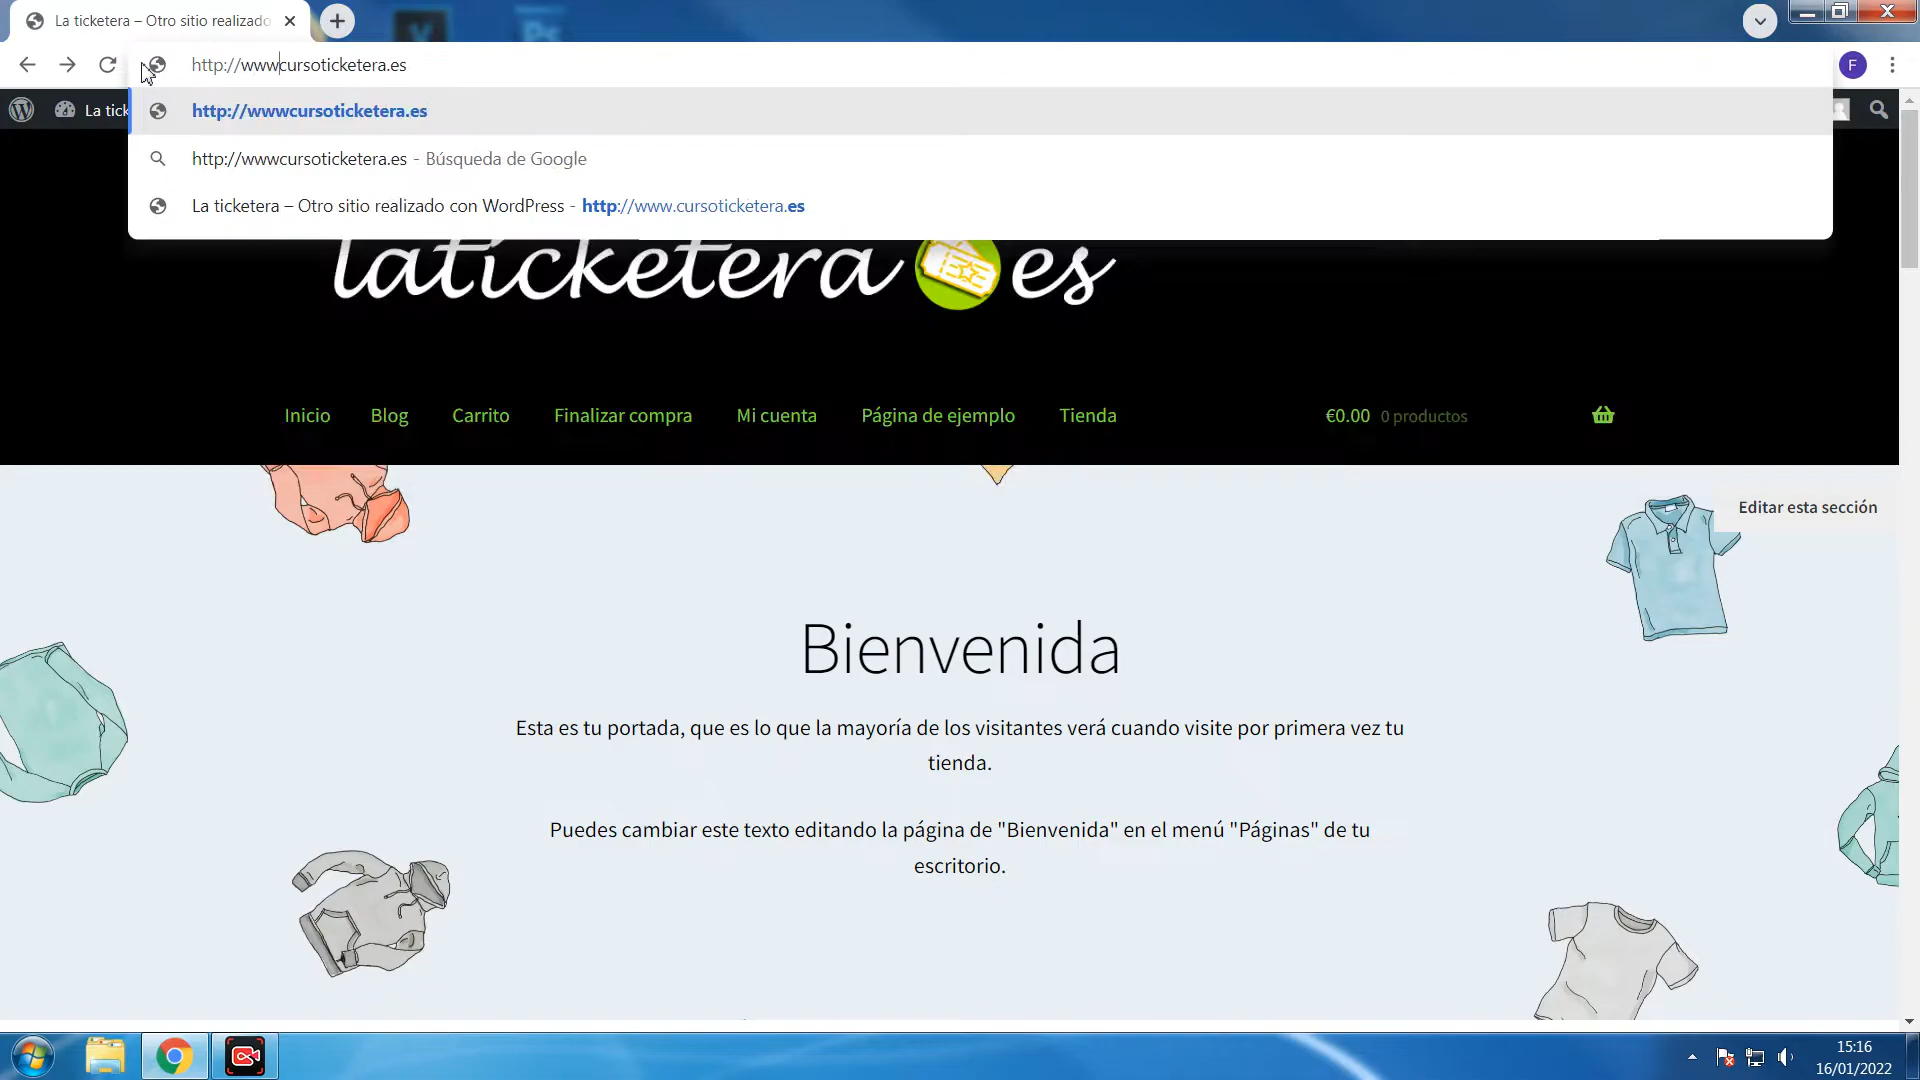 La ticketera – Otro sitio realizado
http://wwwcursoticketera.es
F
http://wwwcursoticketera.es
http://wwwcursoticketera.es - Búsqueda de Google
La ticketera – Otro sitio realizado con WordPress - http://www.cursoticketera.es
La tick
laticketera es
Inicio Blog Carrito Finalizar compra Mi cuenta Página de ejemplo Tienda €0.00 0 productos
Editar esta sección
Bienvenida
Esta es tu portada, que es lo que la mayoría de los visitantes verá cuando visite por primera vez tu
tienda.
Puedes cambiar este texto editando la página de "Bienvenida" en el menú "Páginas" de tu
escritorio.
15:16
16/01/2022